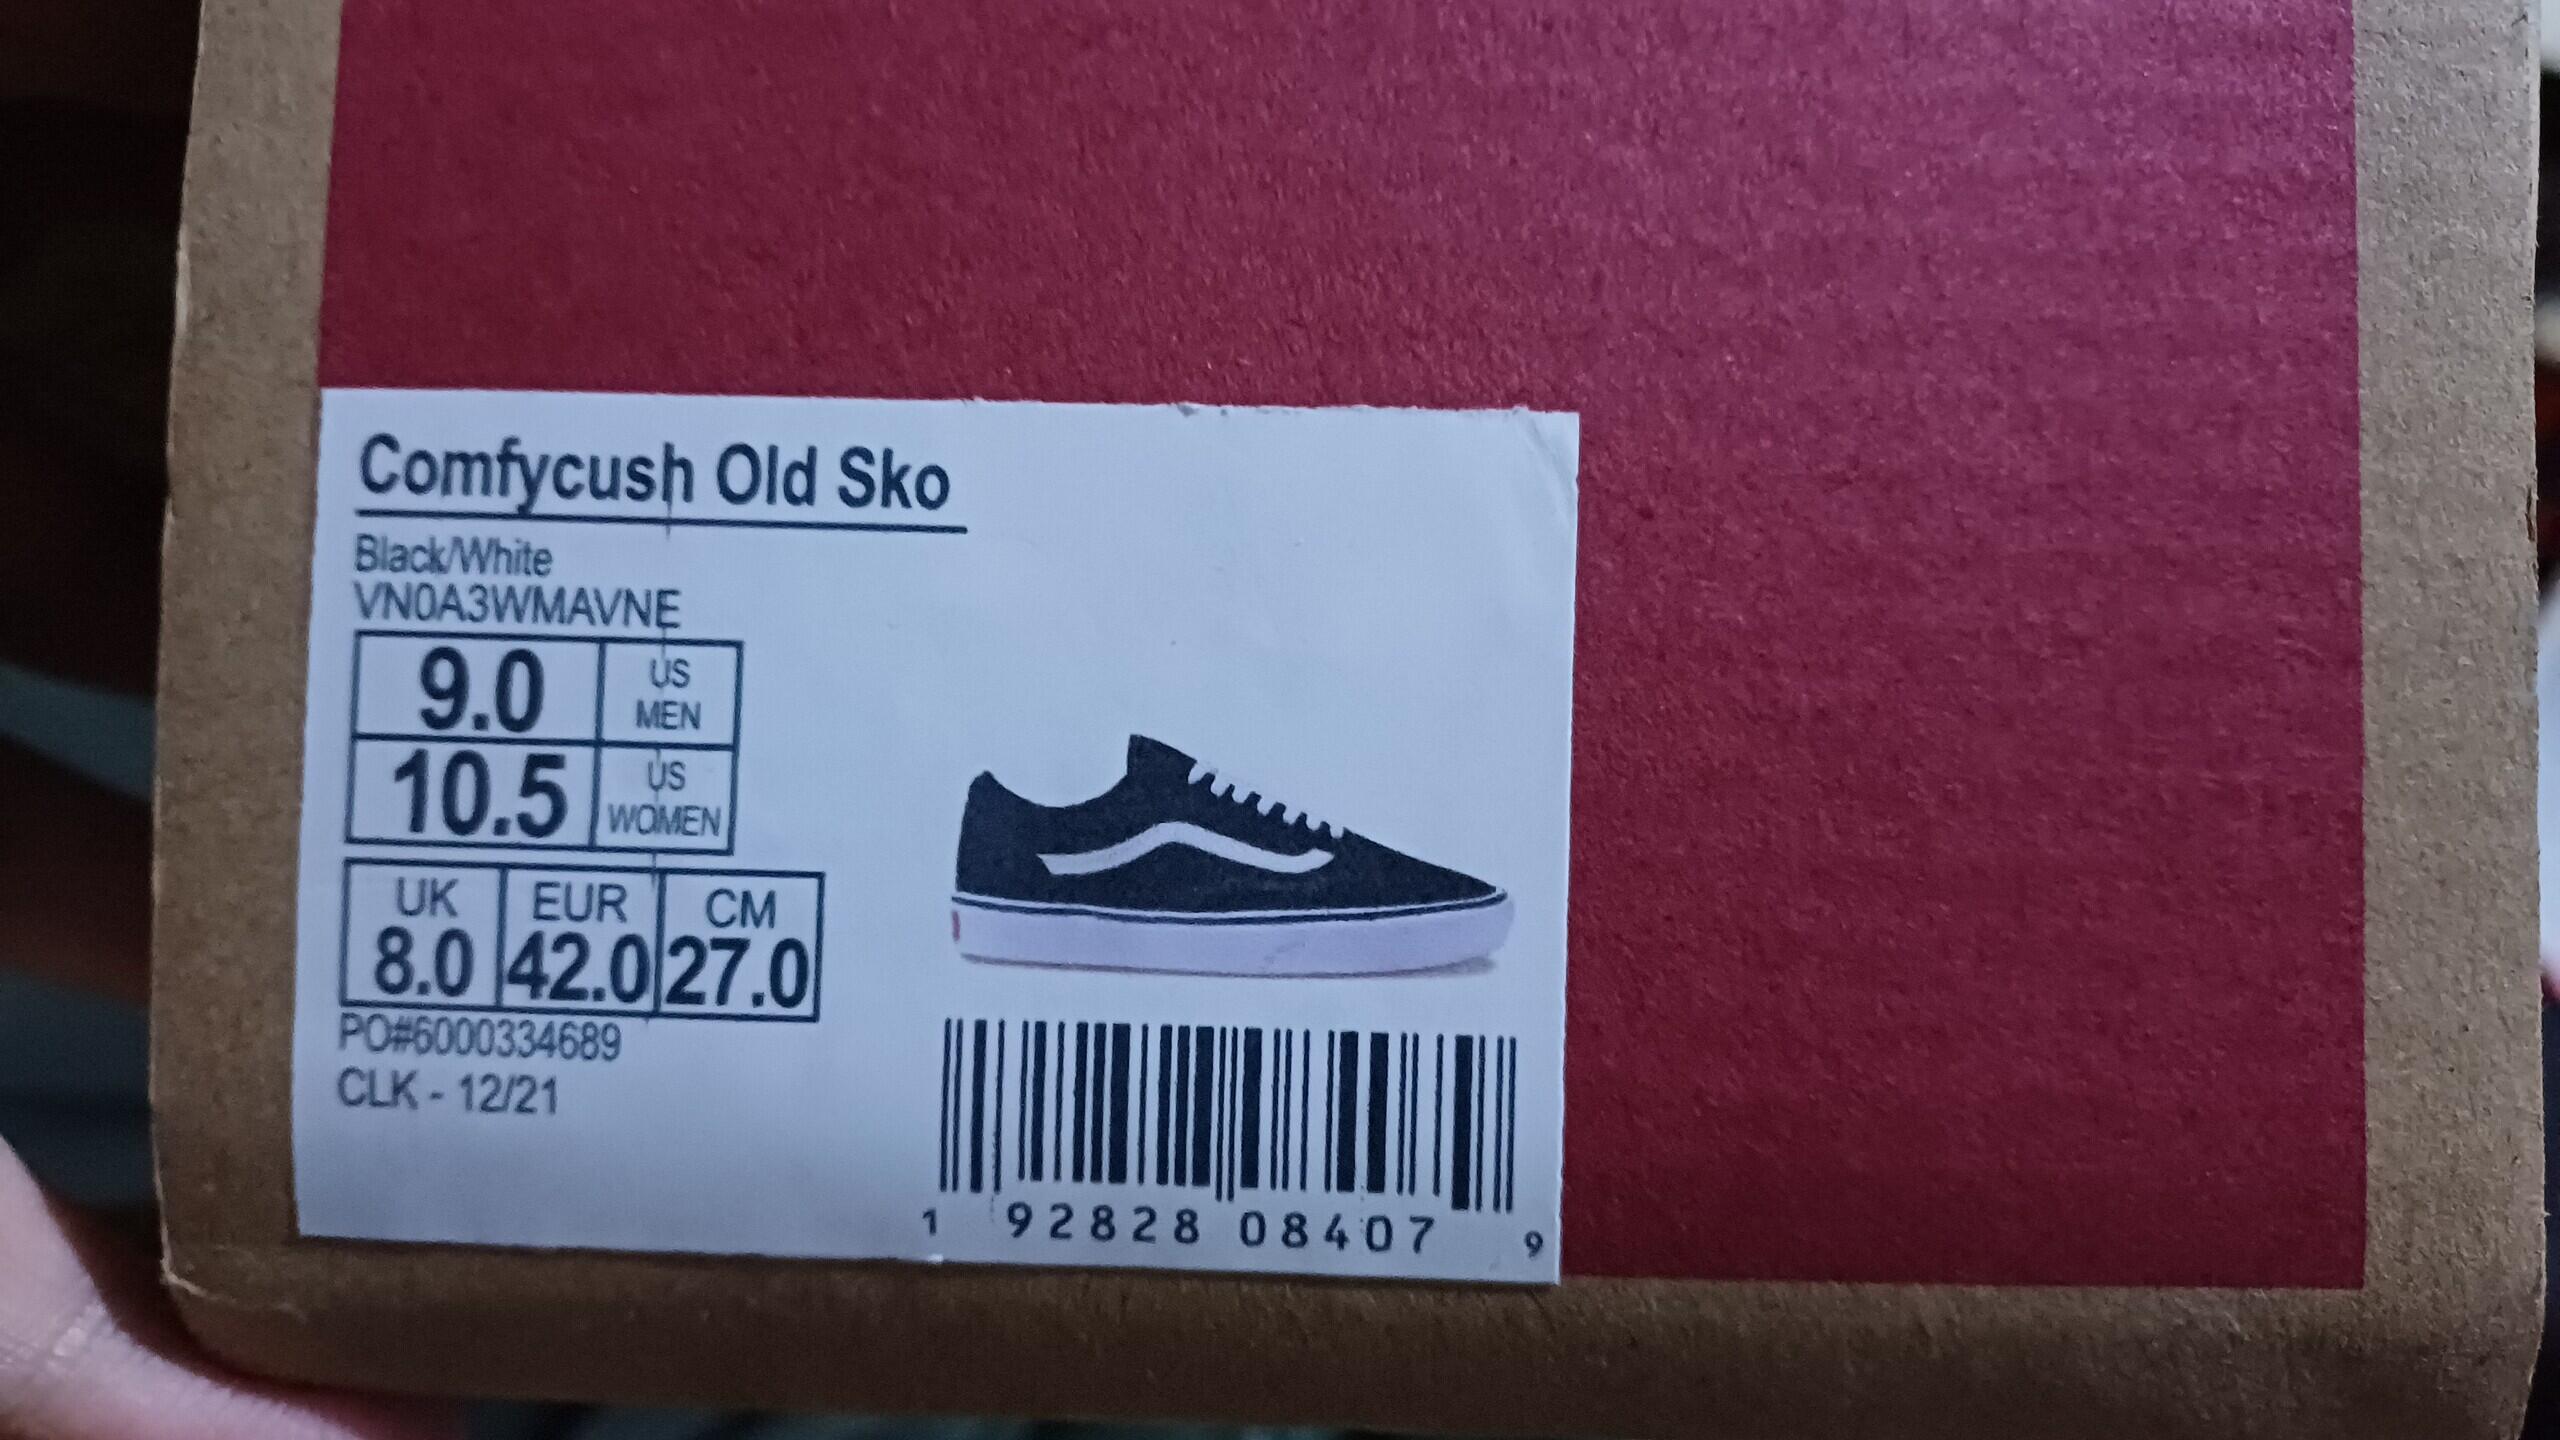 Comfycush Old Sko
Black/White
VN0A3WMAVNE
9.0 US MEN
10.5 US WOMEN
UK EUR CM
8.0 42.0 27.0
PO#6000334689
CLK - 12/21
1 92828 08407 9